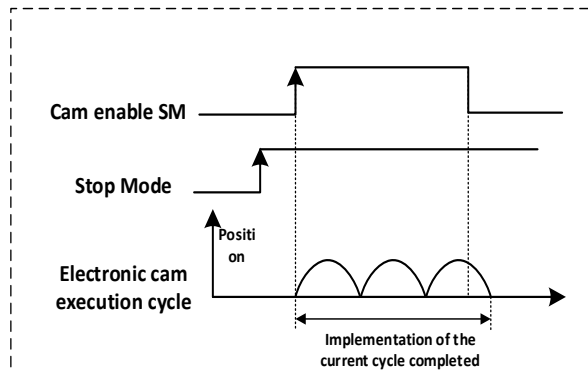 Cam enable SM
Stop Mode
Positi
on
Electronic cam
execution cycle
Implementation of the
current cycle completed